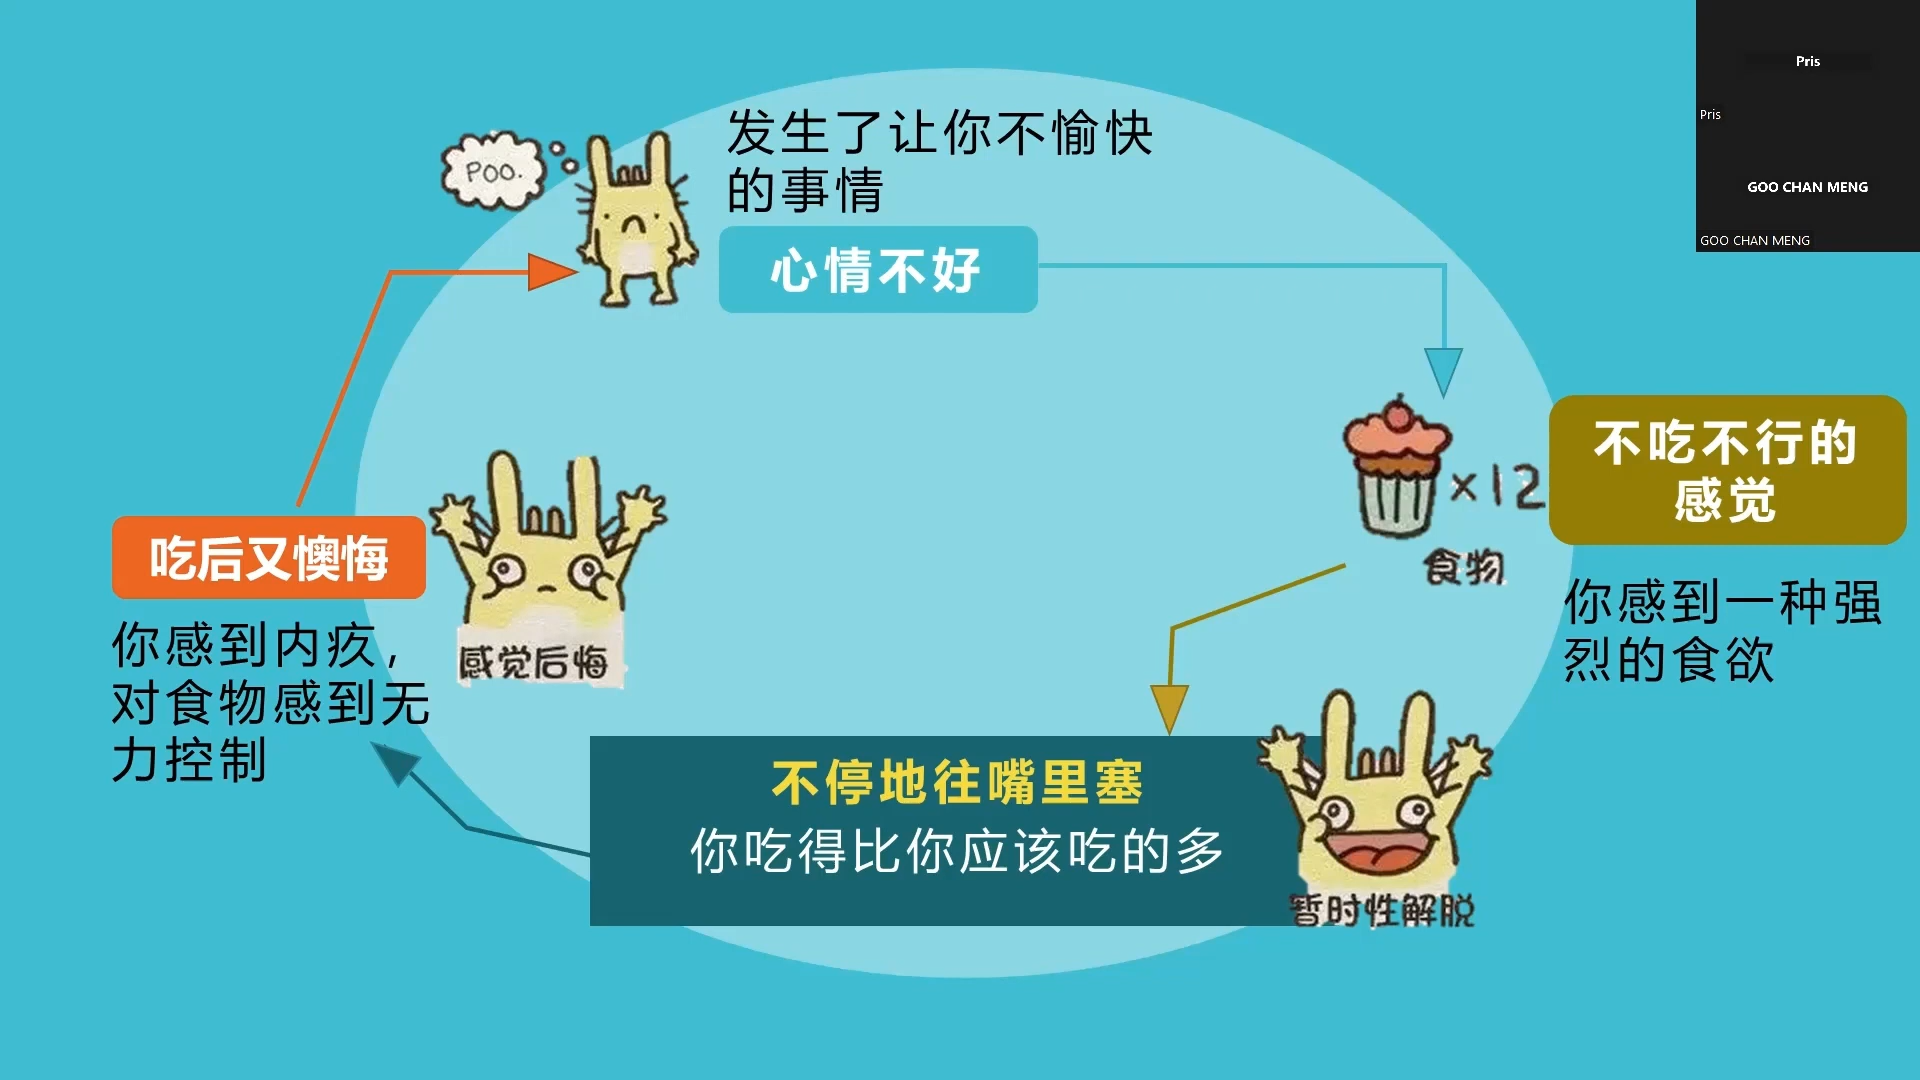 Pris
Pris
GOO CHAN MENG
GOO CHAN MENG
发生了让你不愉快
的事情
POO.
心情不好
不吃不行的
感觉
×12
食物
你感到一种强
烈的食欲
吃后又懊悔
感觉后悔
你感到内疚，
对食物感到无
力控制
不停地往嘴里塞
你吃得比你应该吃的多
暂时性解脱